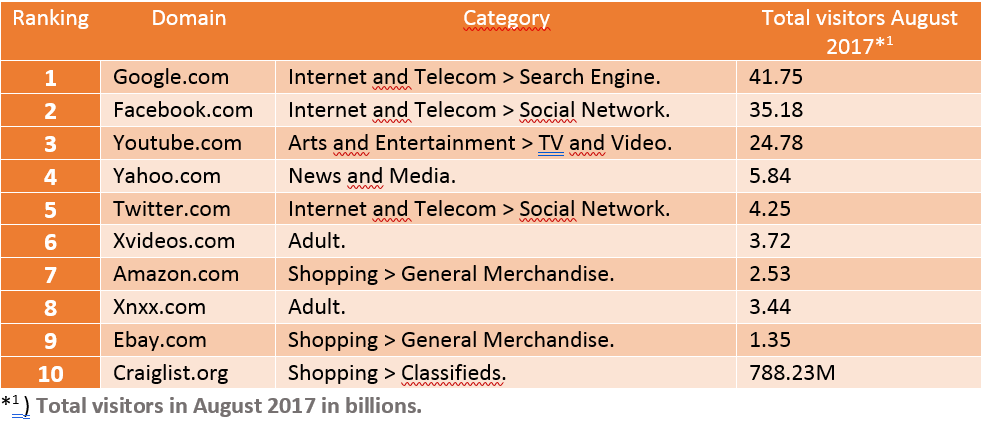 Ranking Domain Category Total visitors August
2017*1
1 Google.com Internet and Telecom > Search Engine. 41.75
2 Facebook.com Internet and Telecom > Social Network. 35.18
3 Youtube.com Arts and Entertainment > TV and Video. 24.78
4 Yahoo.com News and Media. 5.84
5 Twitter.com Internet and Telecom > Social Network. 4.25
6 Xvideos.com Adult. 3.72
7 Amazon.com Shopping > General Merchandise. 2.53
8 Xnxx.com Adult. 3.44
9 Ebay.com Shopping > General Merchandise. 1.35
10 Craiglist.org Shopping > Classifieds. 788.23M
*1) Total visitors in August 2017 in billions.